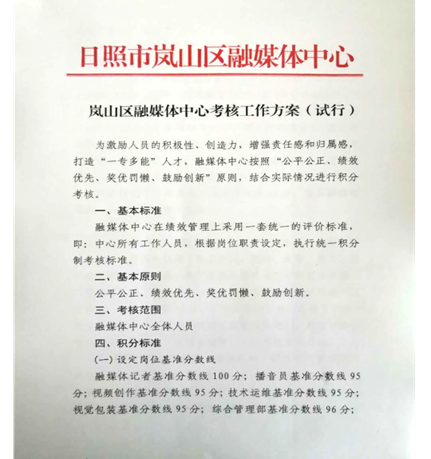 日照市岚山区融媒体中心
岚山区融媒体中心考核工作方案（试行）
为激励人员的积极性、创造力，增强责任感和归属感，
打造“一专多能”人才，融媒体中心按照“公平公正、绩效
优先、奖优罚懒、鼓励创新”原则，结合实际情况进行积分
考核。
一、基本标准
融媒体中心在绩效管理上采用一套统一的评价标准，
即：中心所有工作人员，根据岗位职责设定，执行统一积分
制考核标准。
二、基本原则
公平公正、绩效优先、奖优罚懒、鼓励创新。
三、考核范围
融媒体中心全体人员
四、积分标准
（一）设定岗位基准分数线
融媒体记者基准分数线 100 分；播音员基准分数线 95
分；视频创作基准分数线 95 分；技术运维基准分数线 95 分；
视觉包装基准分数线 95 分；综合管理部基准分数线 96 分；